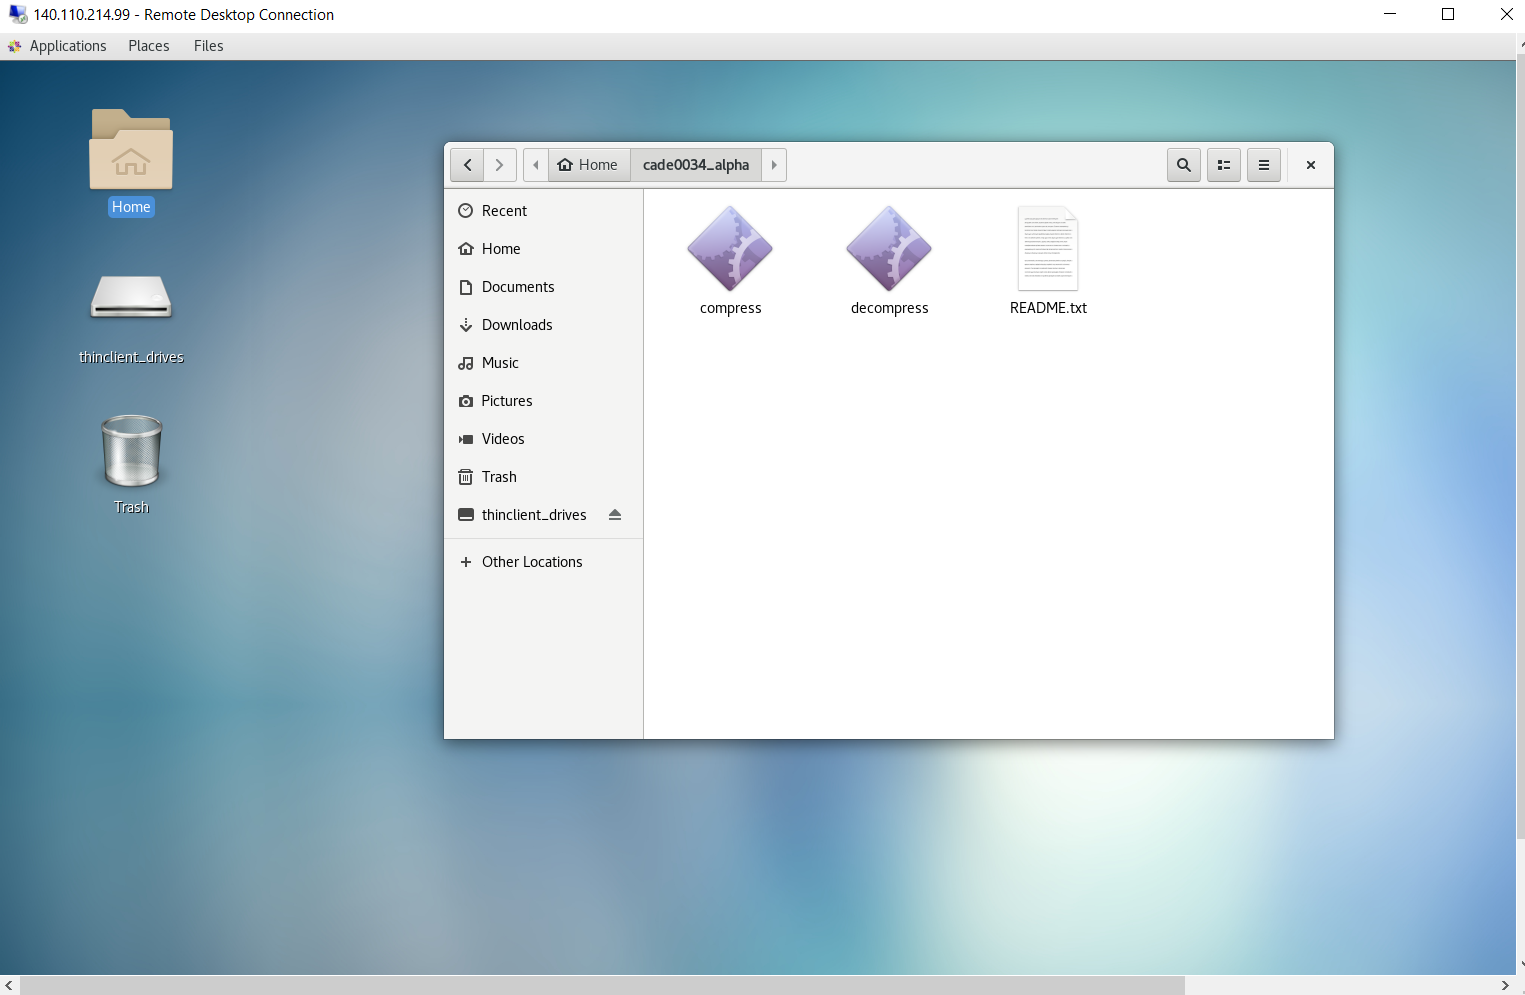 140.110.214.99 - Remote Desktop Connection
Applications Places Files
Home
thinclient_drives
Trash
Home cade0034_alpha
Recent
Home
Documents
Downloads
Music
Pictures
Videos
Trash
thinclient_drives
Other Locations
compress
decompress
README.txt